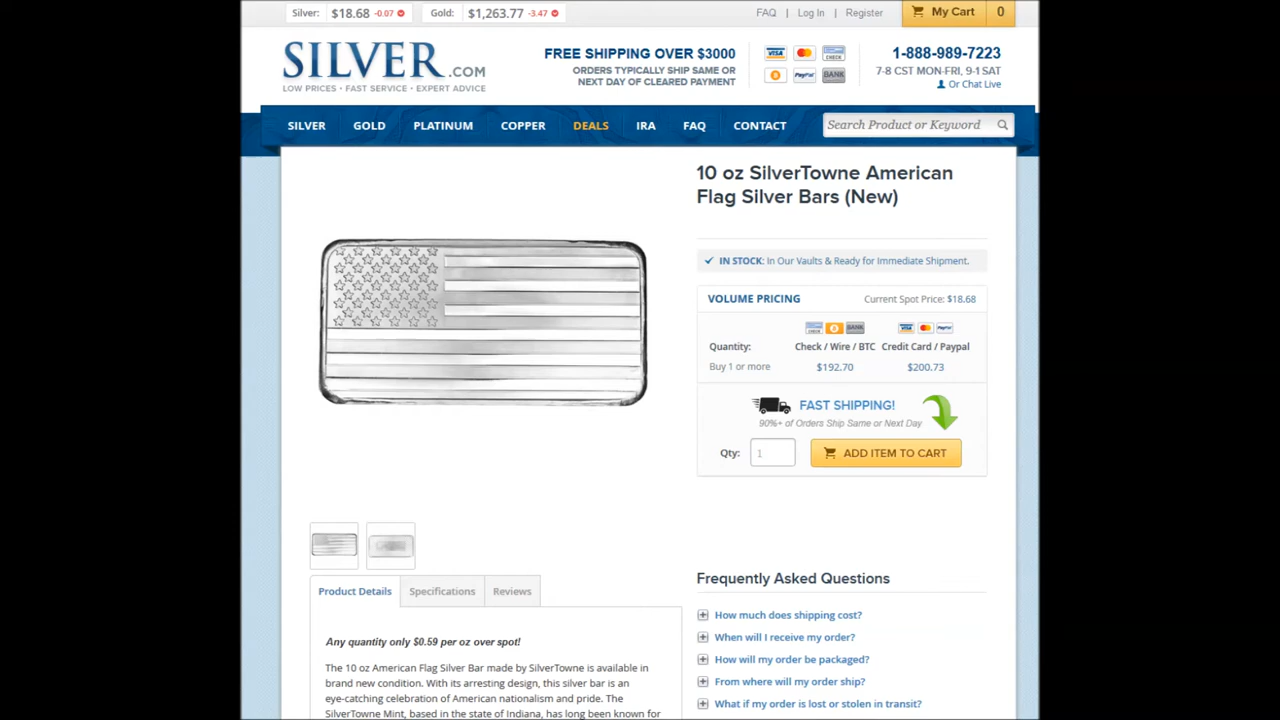 Silver: $18.68 -0.07 Gold: $1,263.77 -3.47 FAQ | Log In | Register My Cart 0
SILVER.COM
LOW PRICES • FAST SERVICE • EXPERT ADVICE
FREE SHIPPING OVER $3000
ORDERS TYPICALLY SHIP SAME OR
NEXT DAY OF CLEARED PAYMENT
VISA CHECK
PayPal BANK
1-888-989-7223
7-8 CST MON-FRI, 9-1 SAT
Or Chat Live
SILVER GOLD PLATINUM COPPER DEALS IRA FAQ CONTACT Search Product or Keyword
10 oz SilverTowne American
Flag Silver Bars (New)
IN STOCK: In Our Vaults & Ready for Immediate Shipment.
VOLUME PRICING Current Spot Price: $18.68
CHECK BANK VISA PayPal
Quantity: Check / Wire / BTC Credit Card / Paypal
Buy 1 or more $192.70 $200.73
FAST SHIPPING!
90%+ of Orders Ship Same or Next Day
Qty: 1 ADD ITEM TO CART
Product Details Specifications Reviews
Any quantity only $0.59 per oz over spot!
The 10 oz American Flag Silver Bar made by SilverTowne is available in
brand new condition. With its arresting design, this silver bar is an
eye-catching celebration of American nationalism and pride. The
SilverTowne Mint, based in the state of Indiana, has long been known for
Frequently Asked Questions
How much does shipping cost?
When will I receive my order?
How will my order be packaged?
From where will my order ship?
What if my order is lost or stolen in transit?